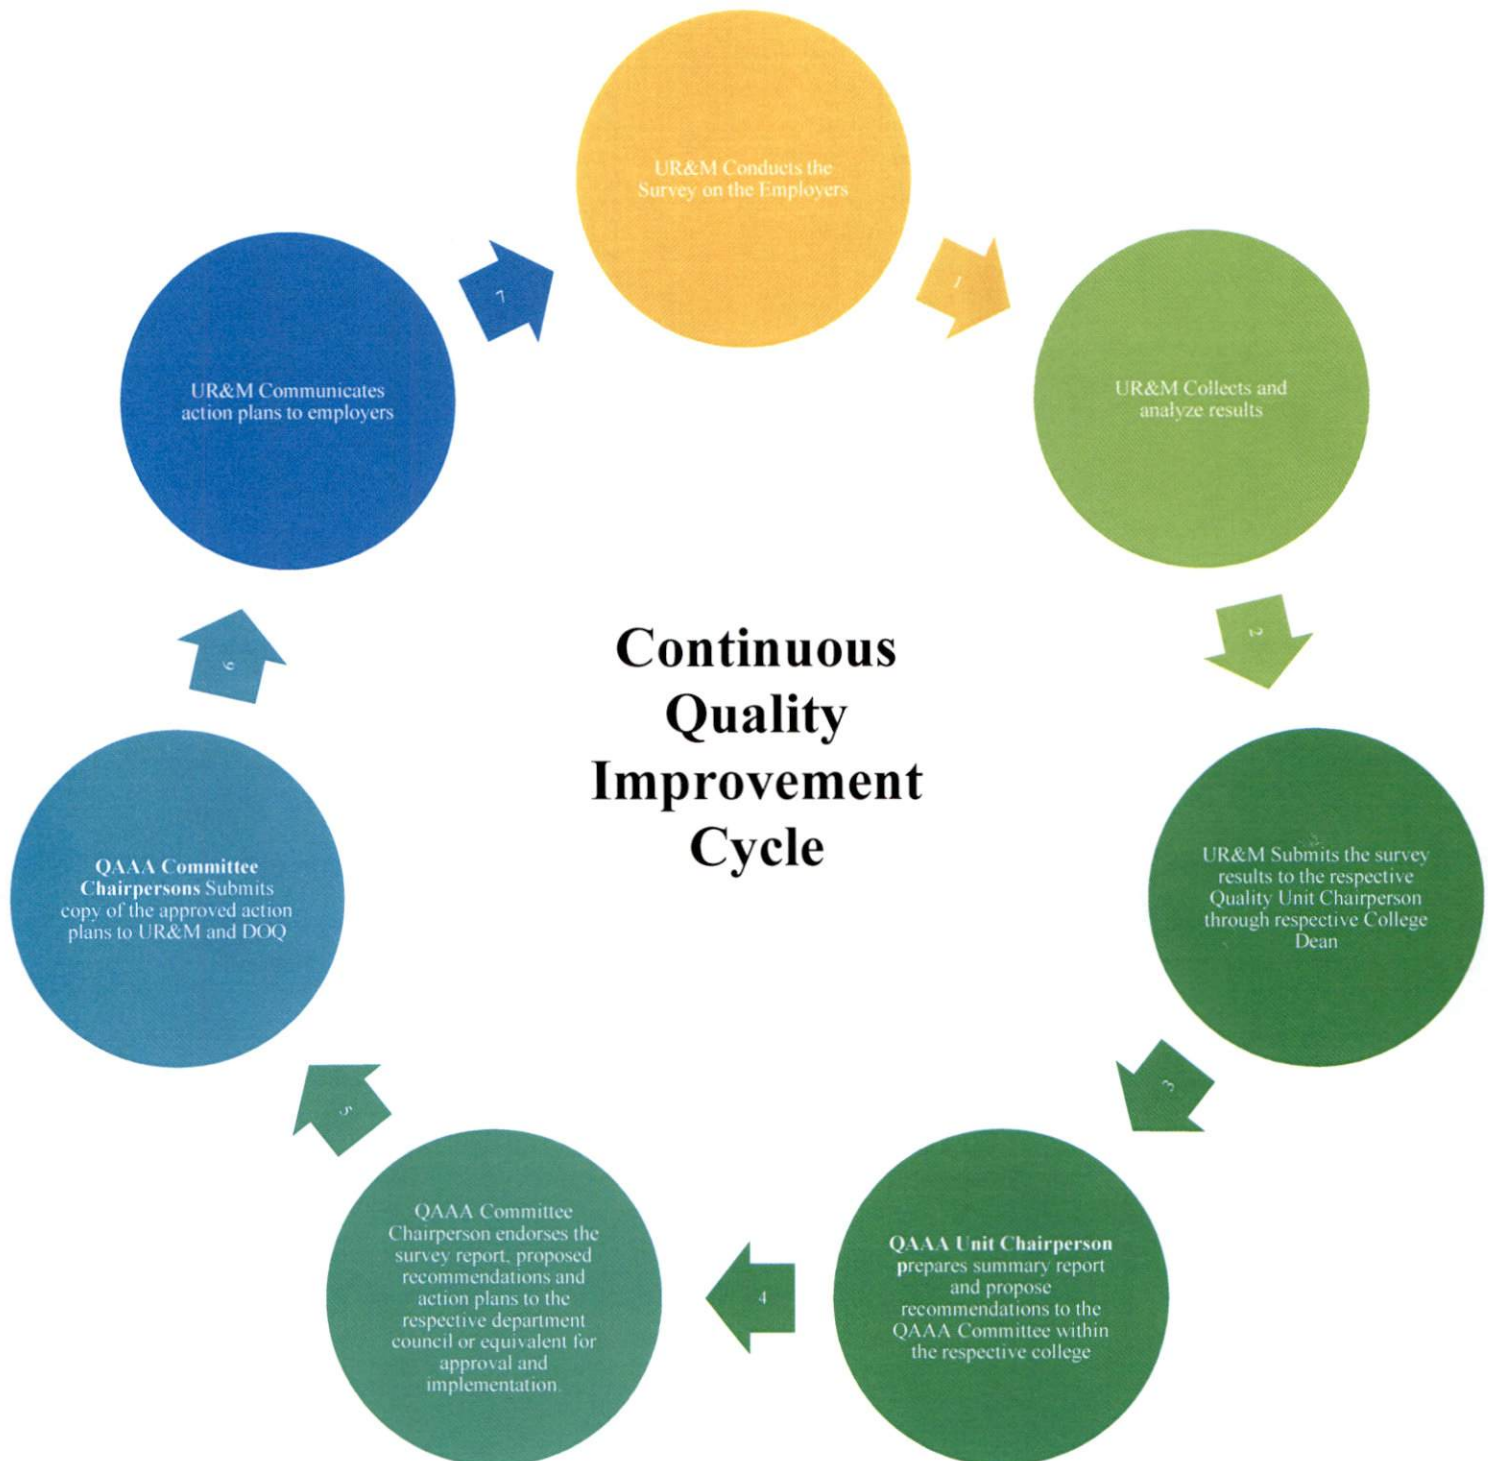 UR&M Conducts the
Survey on the Employers
1
UR&M Collects and
analyze results
2
UR&M Submits the survey
results to the respective
Quality Unit Chairperson
through respective College
Dean
3
QAAA Unit Chairperson
prepares summary report
and propose
recommendations to the
QAAA Committee within
the respective college
4
QAAA Committee
Chairperson endorses the
survey report, proposed
recommendations and
action plans to the
respective department
council or equivalent for
approval and
implementation.
5
QAAA Committee
Chairpersons Submits
copy of the approved action
plans to UR&M and DOQ
6
UR&M Communicates
action plans to employers
7
Continuous
Quality
Improvement
Cycle